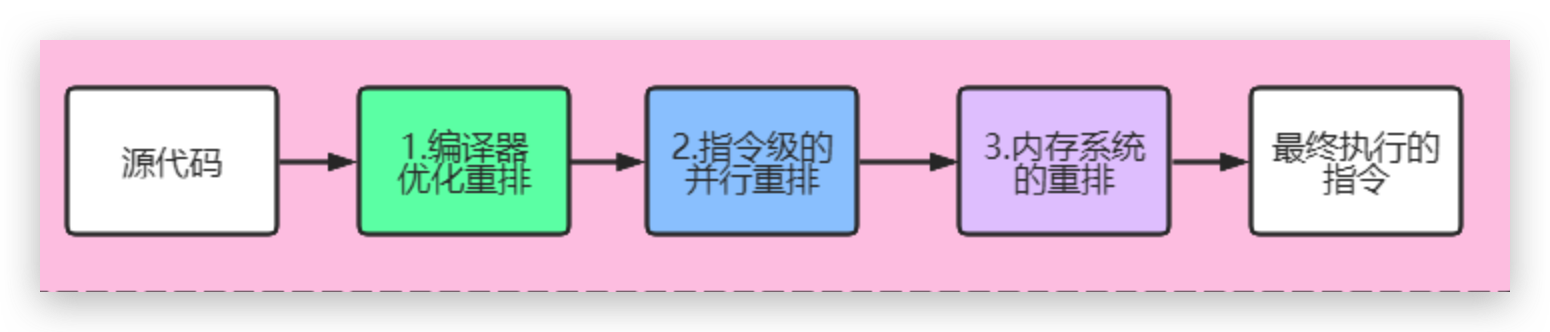 源代码
1.编译器
优化重排
2.指令级的
并行重排
3.内存系统
的重排
最终执行的
指令